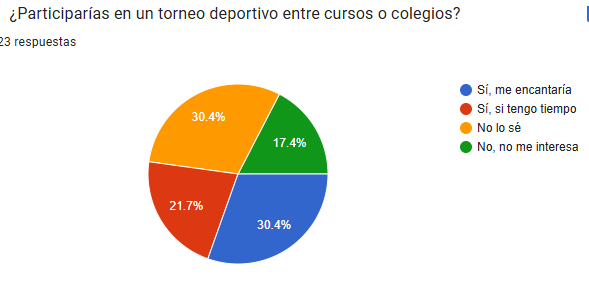 ¿Participarías en un torneo deportivo entre cursos o colegios?
23 respuestas
Sí, me encantaría
Sí, si tengo tiempo
No lo sé
No, no me interesa
30.4%
17.4%
21.7%
30.4%